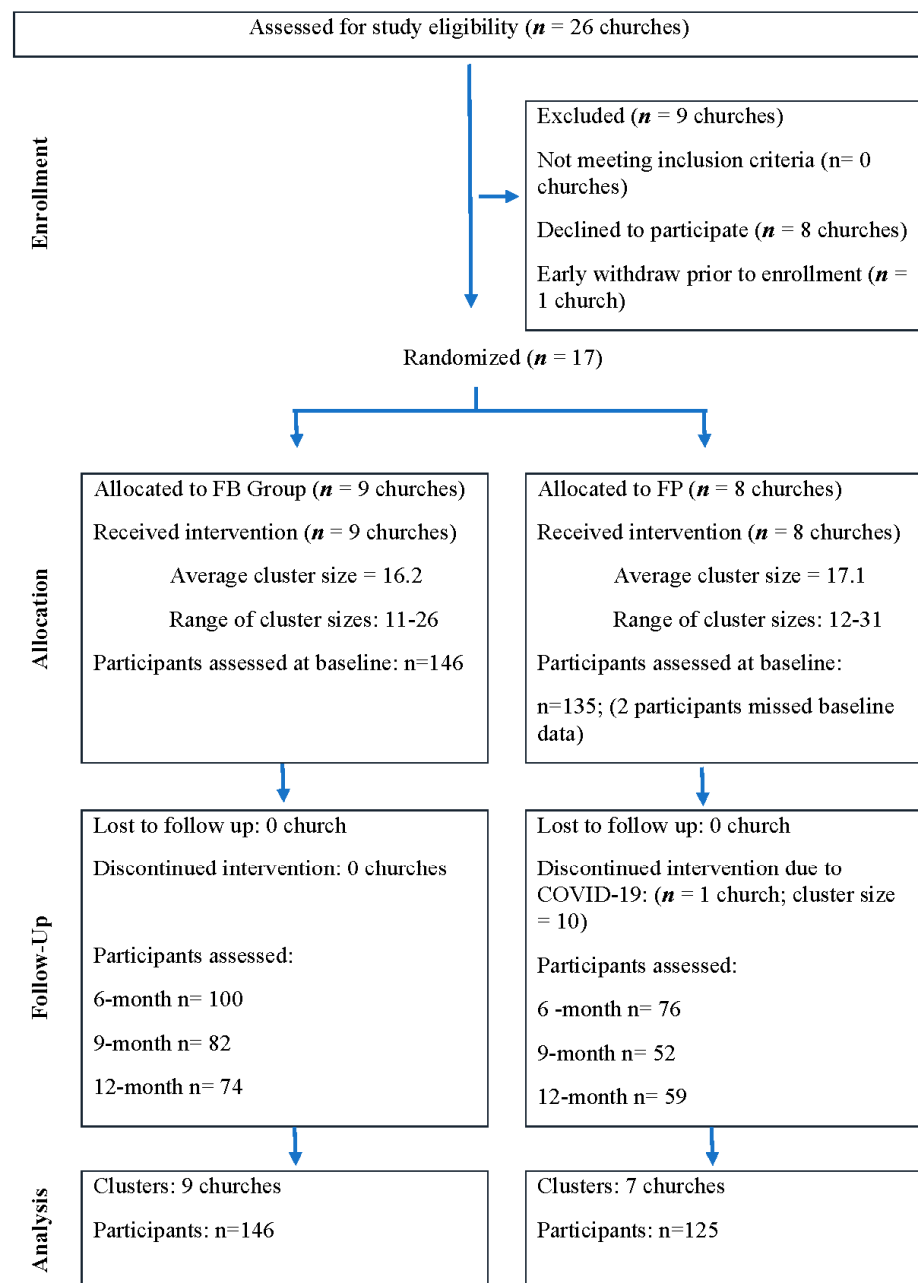 Assessed for study eligibility (n = 26 churches)
Enrollment
Excluded (n = 9 churches)
Not meeting inclusion criteria (n= 0
churches)
Declined to participate (n = 8 churches)
Early withdraw prior to enrollment (n =
1 church)
Randomized (n = 17)
Allocation
Allocated to FB Group (n = 9 churches)
Received intervention (n = 9 churches)
Average cluster size = 16.2
Range of cluster sizes: 11-26
Participants assessed at baseline: n=146
Allocated to FP (n = 8 churches)
Received intervention (n = 8 churches)
Average cluster size = 17.1
Range of cluster sizes: 12-31
Participants assessed at baseline:
n=135; (2 participants missed baseline
data)
Follow-Up
Lost to follow up: 0 church
Discontinued intervention: 0 churches
Participants assessed:
6-month n= 100
9-month n= 82
12-month n= 74
Lost to follow up: 0 church
Discontinued intervention due to
COVID-19: (n = 1 church; cluster size
= 10)
Participants assessed:
6 -month n= 76
9-month n= 52
12-month n= 59
Analysis
Clusters: 9 churches
Participants: n=146
Clusters: 7 churches
Participants: n=125